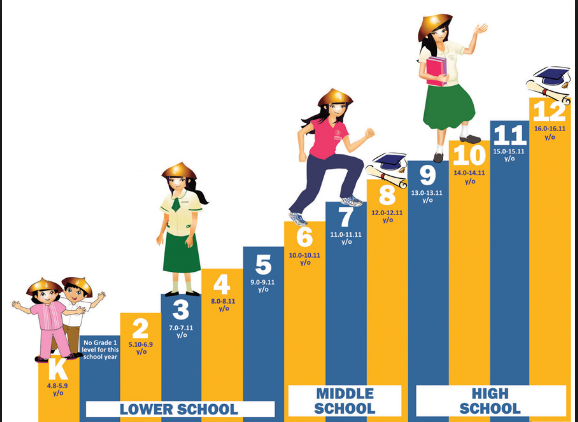 K
4.8-5.9
y/o
No Grade 1
level for this
school year
2
5.10-6.9
y/o
3
7.0-7.11
y/o
4
8.0-8.11
y/o
5
9.0-9.11
y/o
6
10.0-10.11
y/o
7
11.0-11.11
y/o
8
12.0-12.11
y/o
9
13.0-13.11
y/o
10
14.0-14.11
y/o
11
15.0-15.11
y/o
12
16.0-16.11
y/o
LOWER SCHOOL
MIDDLE
SCHOOL
HIGH
SCHOOL